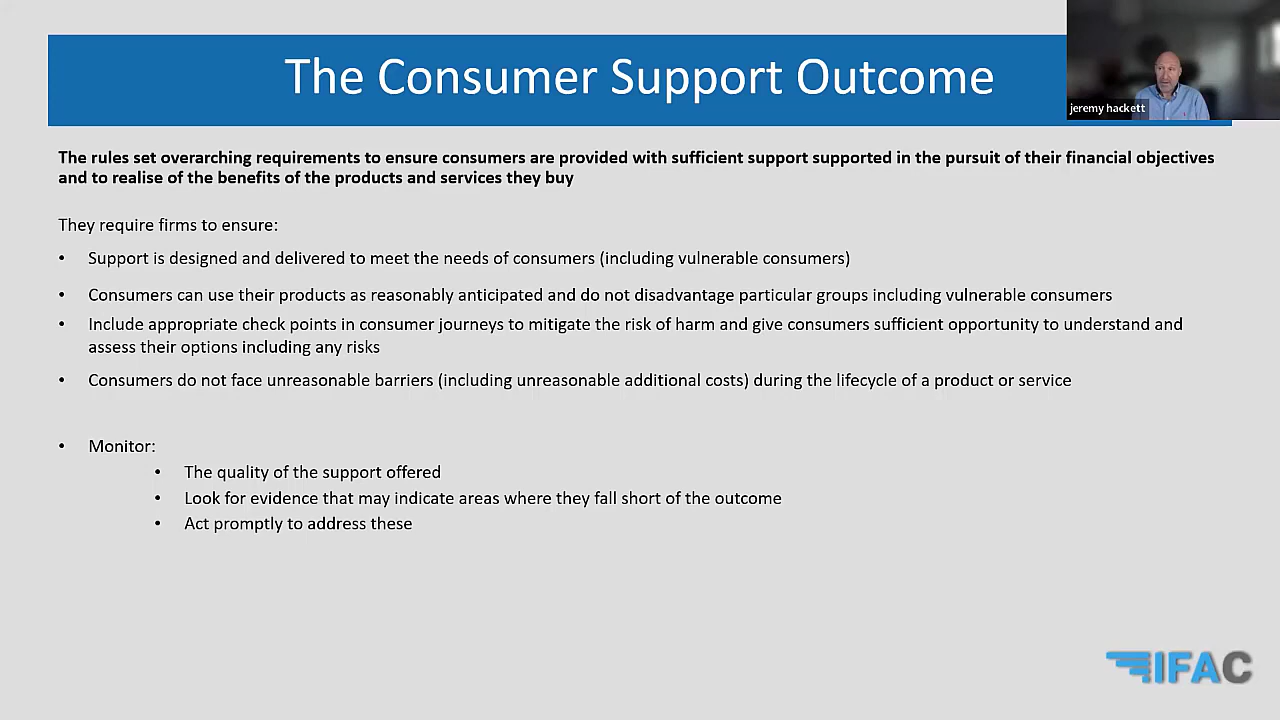 The Consumer Support Outcome
jeremy hackett
The rules set overarching requirements to ensure consumers are provided with sufficient support supported in the pursuit of their financial objectives
and to realise of the benefits of the products and services they buy
They require firms to ensure:
• Support is designed and delivered to meet the needs of consumers (including vulnerable consumers)
• Consumers can use their products as reasonably anticipated and do not disadvantage particular groups including vulnerable consumers
• Include appropriate check points in consumer journeys to mitigate the risk of harm and give consumers sufficient opportunity to understand and
assess their options including any risks
• Consumers do not face unreasonable barriers (including unreasonable additional costs) during the lifecycle of a product or service
• Monitor:
• The quality of the support offered
• Look for evidence that may indicate areas where they fall short of the outcome
• Act promptly to address these
IFAC